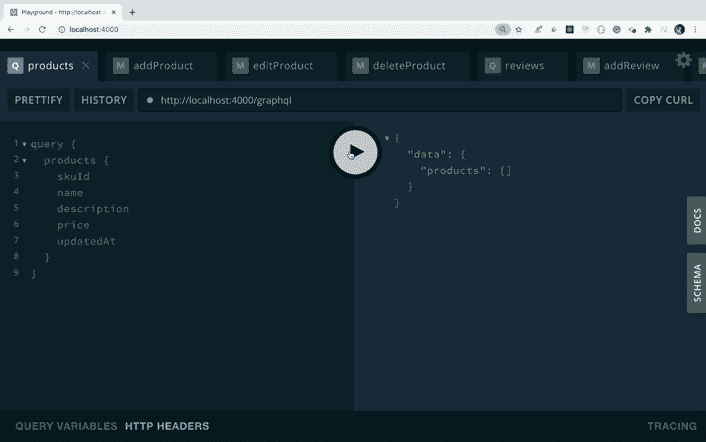 Playground - http://localhost:4
localhost:4000
Q products
M addProduct
M editProduct
M deleteProduct
Q reviews
M addReview
PRETTIFY
HISTORY
http://localhost:4000/graphql
COPY CURL
1 query {
2 products {
3 skuId
4 name
5 description
6 price
7 updatedAt
8 }
9 }
{
"data": {
"products": []
}
}
DOCS
SCHEMA
QUERY VARIABLES HTTP HEADERS
TRACING